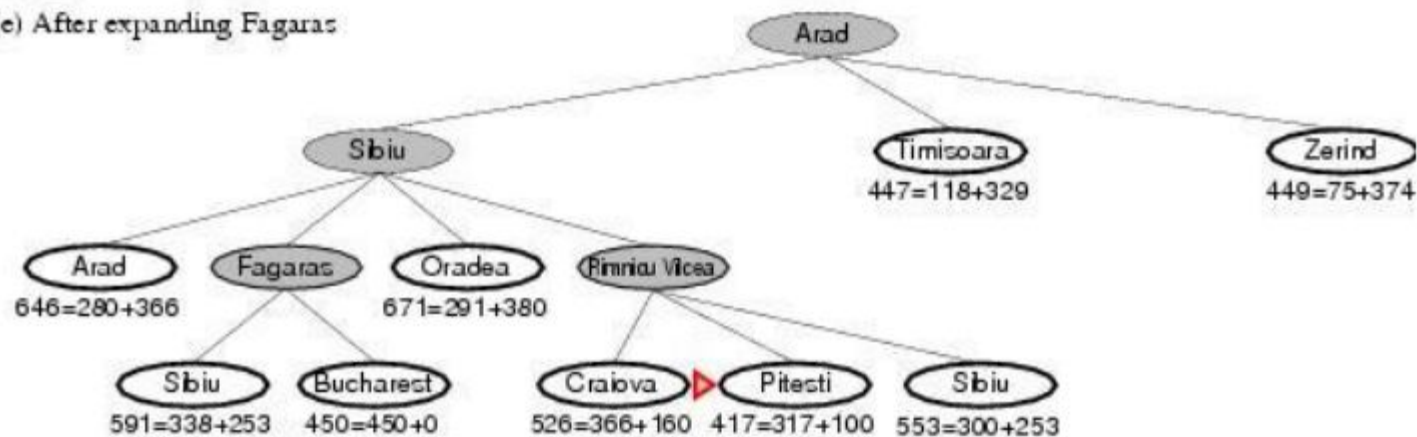 e) After expanding Fagaras
Arad
Sibiu
Timisoara
Zerind
447=118+329
449=75+374
Arad
Fagaras
Oradea
Rimnicu Vilcea
646=280+366
671=291+380
Sibiu
Bucharest
Craiova
Pitesti
Sibiu
591=338+253
450=450+0
526=366+160
417=317+100
553=300+253